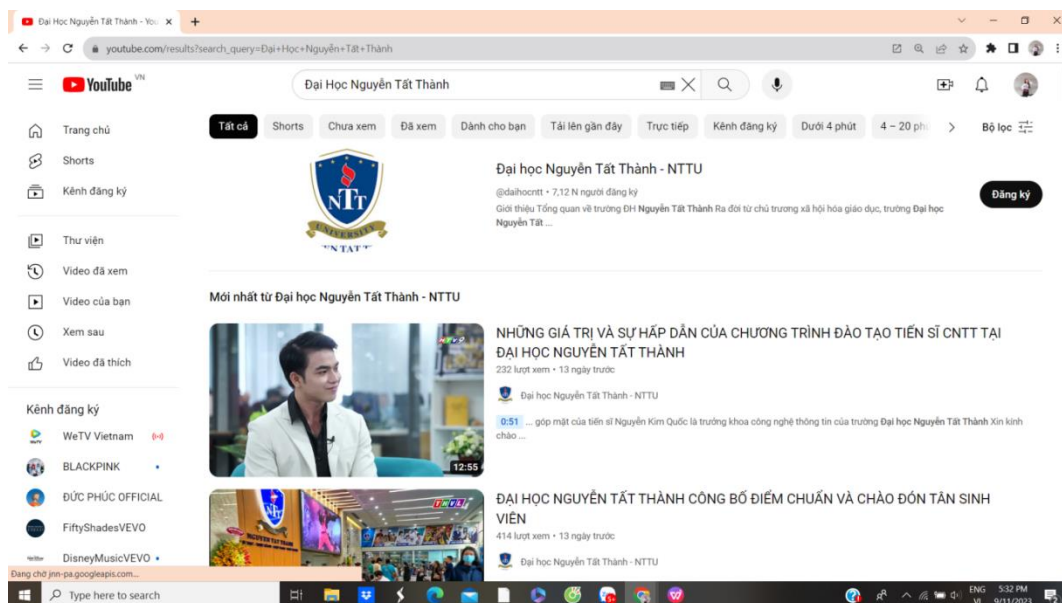 Đại Học Nguyễn Tất Thành - You
youtube.com/results?search_query=Đại+Học+Nguyễn+Tất+Thành
YouTube VN
Đại Học Nguyễn Tất Thành
Trang chủ
Shorts
Kênh đăng ký
Thư viện
Video đã xem
Video của bạn
Xem sau
Video đã thích
Kênh đăng ký
WeTV Vietnam
BLACKPINK
ĐỨC PHÚC OFFICIAL
FiftyShadesVEVO
DisneyMusicVEVO
Đang chờ jnn-pa.googleapis.com...
Tất cả Shorts Chưa xem Đã xem Dành cho bạn Tải lên gần đây Trực tiếp Kênh đăng ký Dưới 4 phút 4 – 20 ph Bộ lọc
NTT
UNIVERSITY
Đại học Nguyễn Tất Thành - NTTU
@daihocntt • 7,12 N người đăng ký
Giới thiệu Tổng quan về trường ĐH Nguyễn Tất Thành Ra đời từ chủ trương xã hội hóa giáo dục, trường Đại học
Nguyễn Tất ...
Đăng ký
Mới nhất từ Đại học Nguyễn Tất Thành - NTTU
HTV9
12:55
NHỮNG GIÁ TRỊ VÀ SỰ HẤP DẪN CỦA CHƯƠNG TRÌNH ĐÀO TẠO TIẾN SĨ CNTT TẠI
ĐẠI HỌC NGUYỄN TẤT THÀNH
232 lượt xem • 13 ngày trước
Đại học Nguyễn Tất Thành - NTTU
0:51 ... góp mặt của tiến sĩ Nguyễn Kim Quốc là trưởng khoa công nghệ thông tin của trường Đại học Nguyễn Tất Thành Xin kính
chào ...
THVL
NTT
NGUYEN TAT THANH
ĐẠI HỌC NGUYỄN TẤT THÀNH CÔNG BỐ ĐIỂM CHUẨN VÀ CHÀO ĐÓN TÂN SINH
VIÊN
414 lượt xem • 13 ngày trước
Đại học Nguyễn Tất Thành - NTTU
Type here to search
ENG 5:32 PM
VI 9/11/2023